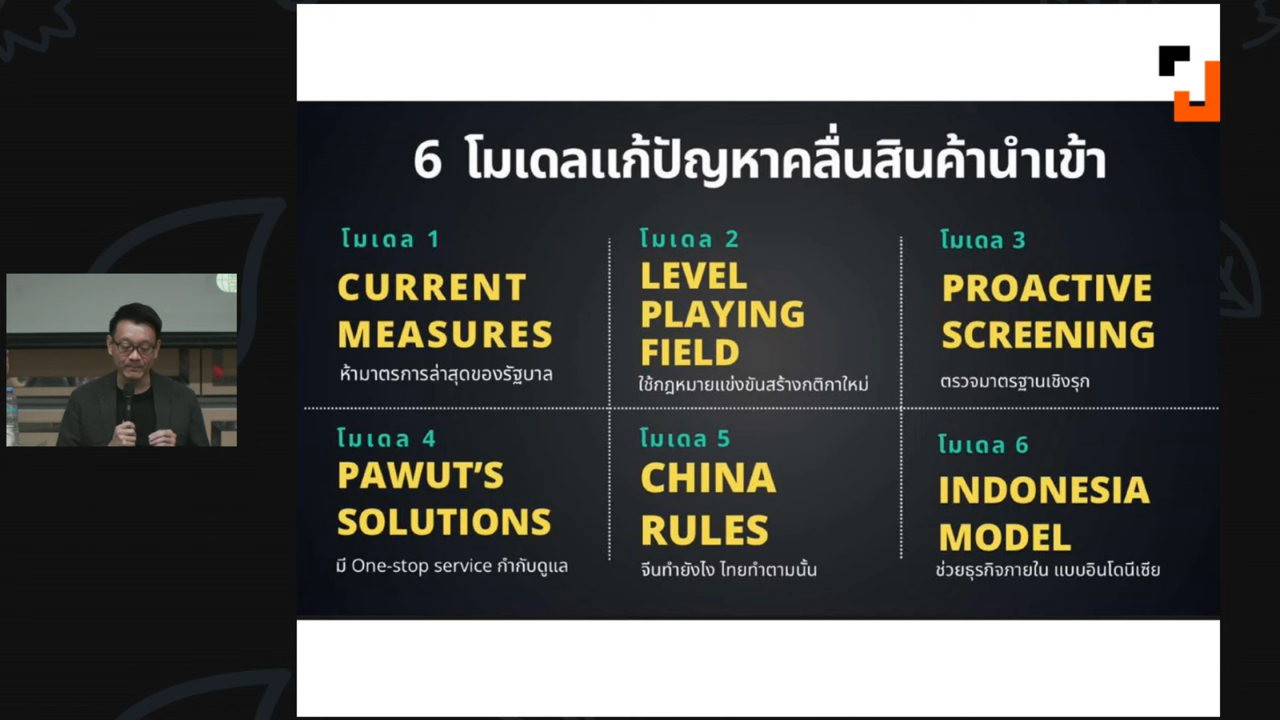 6 โมเดลแก้ปัญหาคลื่นสินค้านำเข้า
โมเดล 1
CURRENT
MEASURES
ห้ามาตรการล่าสุดของรัฐบาล
โมเดล 2
LEVEL
PLAYING
FIELD
ใช้กฎหมายแข่งขันสร้างกติกาใหม่
โมเดล 3
PROACTIVE
SCREENING
ตรวจมาตรฐานเชิงรุก
โมเดล 4
PAWUT'S
SOLUTIONS
มี One-stop service กำกับดูแล
โมเดล 5
CHINA
RULES
จีนทำยังไง ไทยทำตามนั้น
โมเดล 6
INDONESIA
MODEL
ช่วยธุรกิจภายใน แบบอินโดนีเซีย